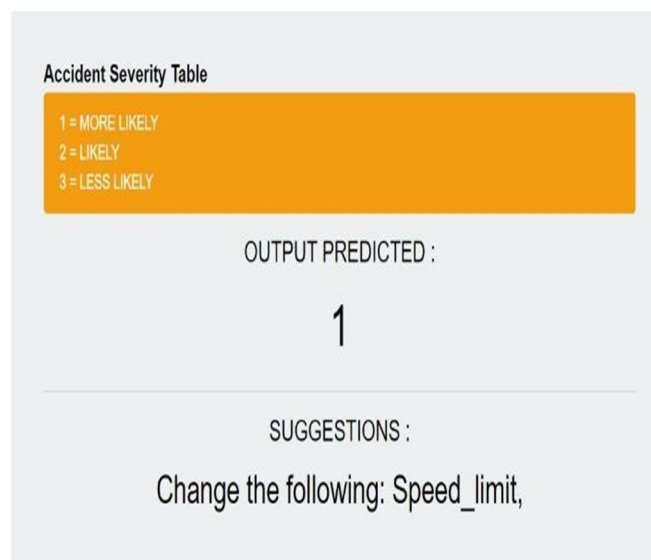 Accident Severity Table
1 = MORE LIKELY
2 = LIKELY
3 = LESS LIKELY
OUTPUT PREDICTED :
1
SUGGESTIONS :
Change the following: Speed_limit,